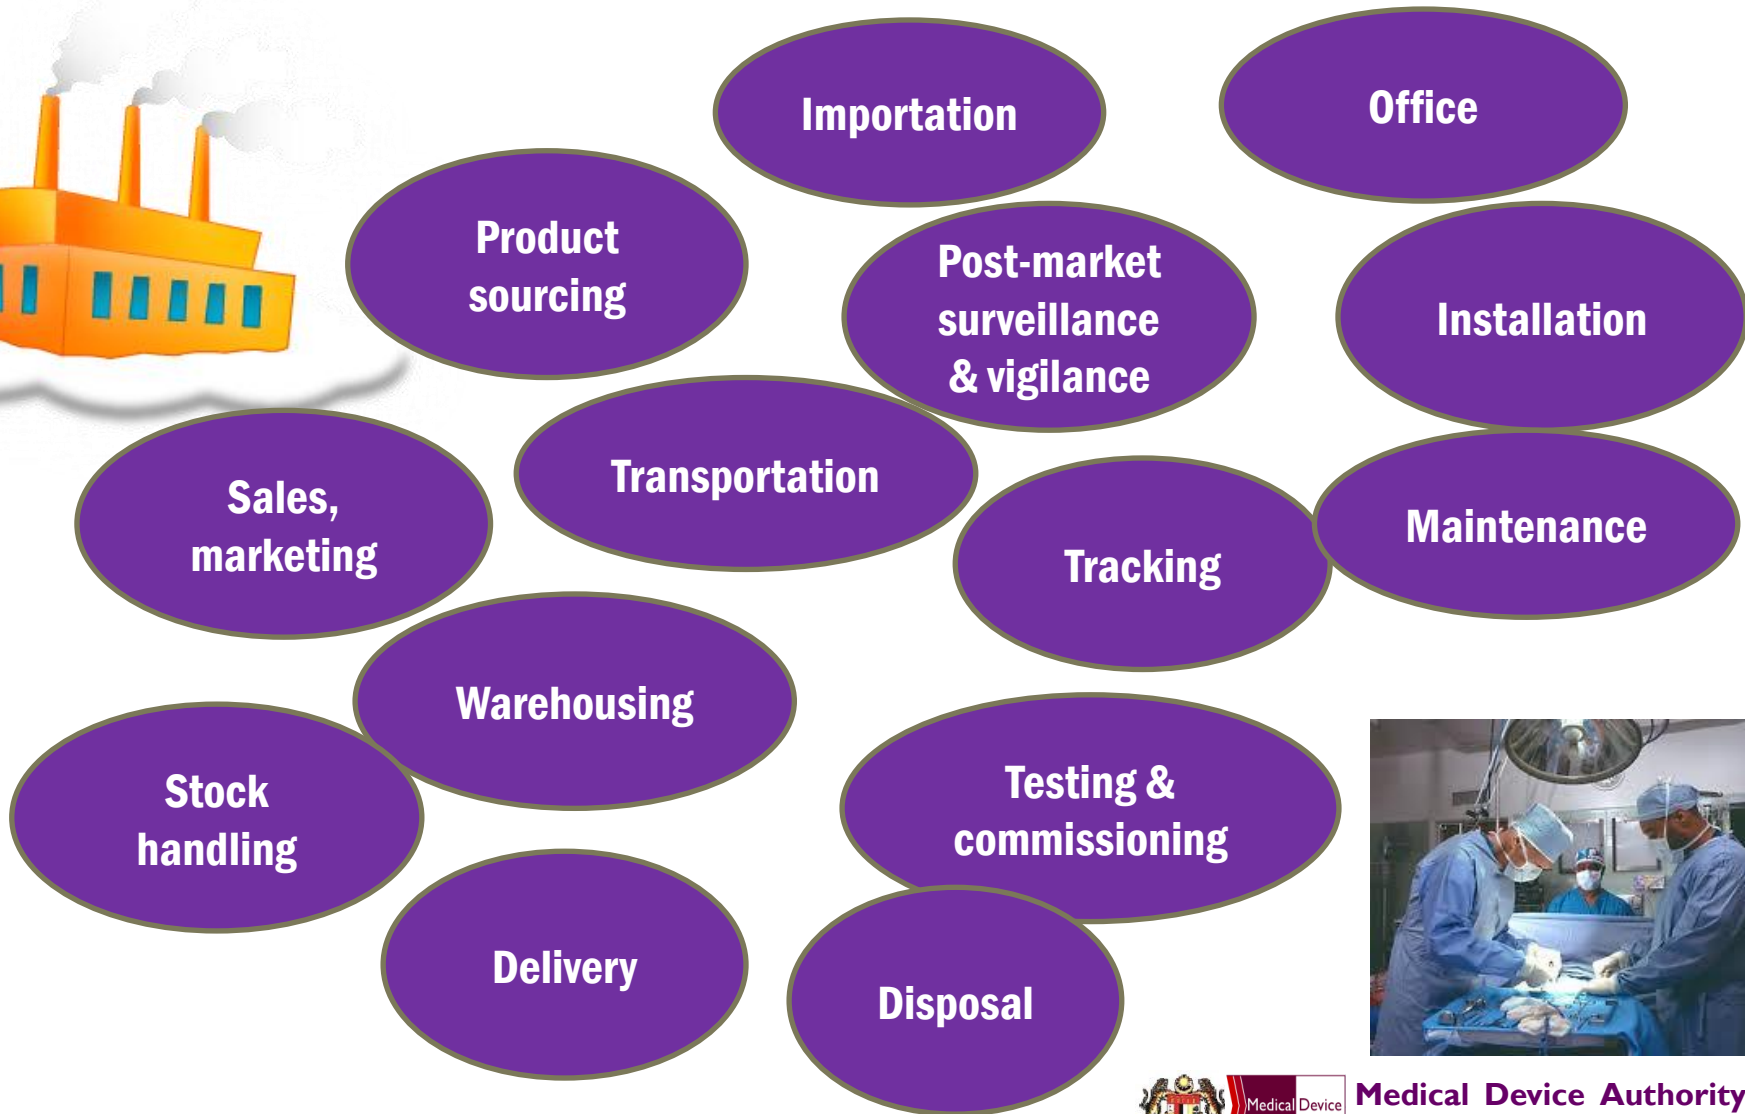 Importation
Office
Product
sourcing
Post-market
surveillance
& vigilance
Installation
Sales,
marketing
Transportation
Tracking
Maintenance
Warehousing
Stock
handling
Testing &
commissioning
Delivery
Disposal
Medical Device
Medical Device Authority